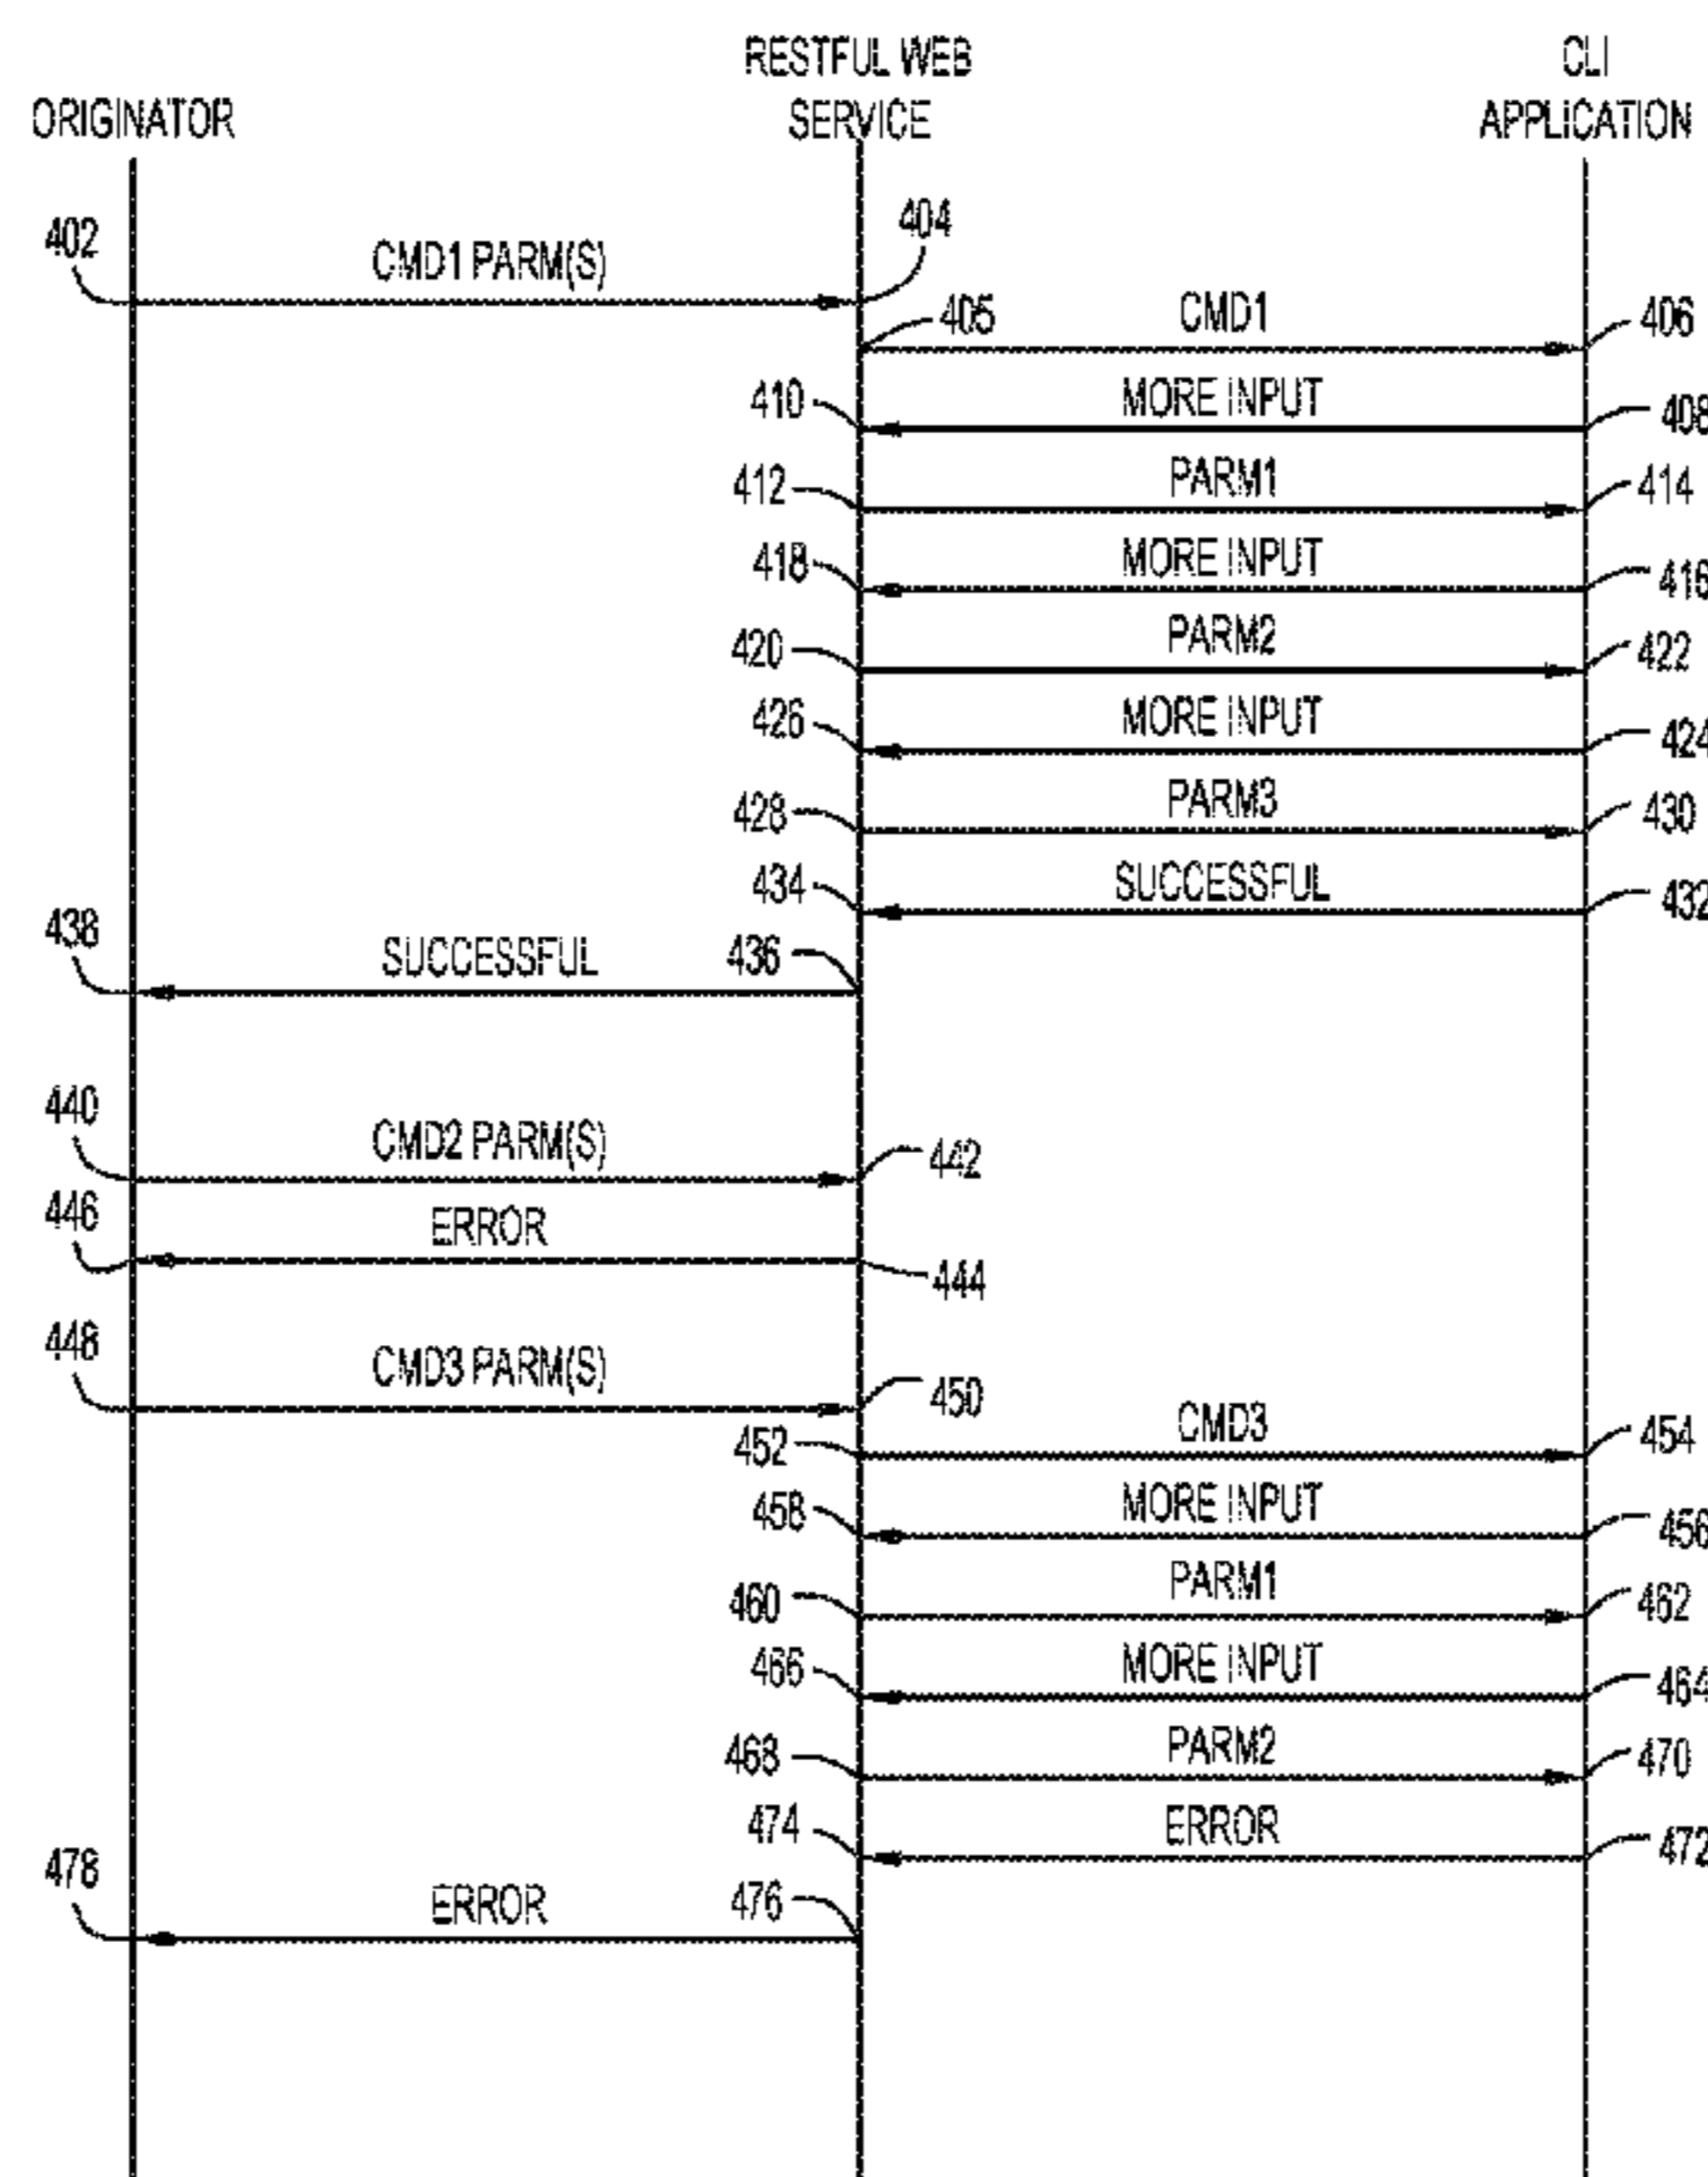 RESTFUL WEB
SERVICE
CLI
APPLICATION
ORIGINATOR
402
CMD1 PARM(S)
404
405
CMD1
406
410
MORE INPUT
408
412
PARM1
414
418
MORE INPUT
416
420
PARM2
422
426
MORE INPUT
424
428
PARM3
430
434
SUCCESSFUL
432
438
SUCCESSFUL
436
440
CMD2 PARM(S)
442
446
ERROR
444
448
CMD3 PARM(S)
450
452
CMD3
454
458
MORE INPUT
456
460
PARM1
462
466
MORE INPUT
464
468
PARM2
470
474
ERROR
472
478
ERROR
476